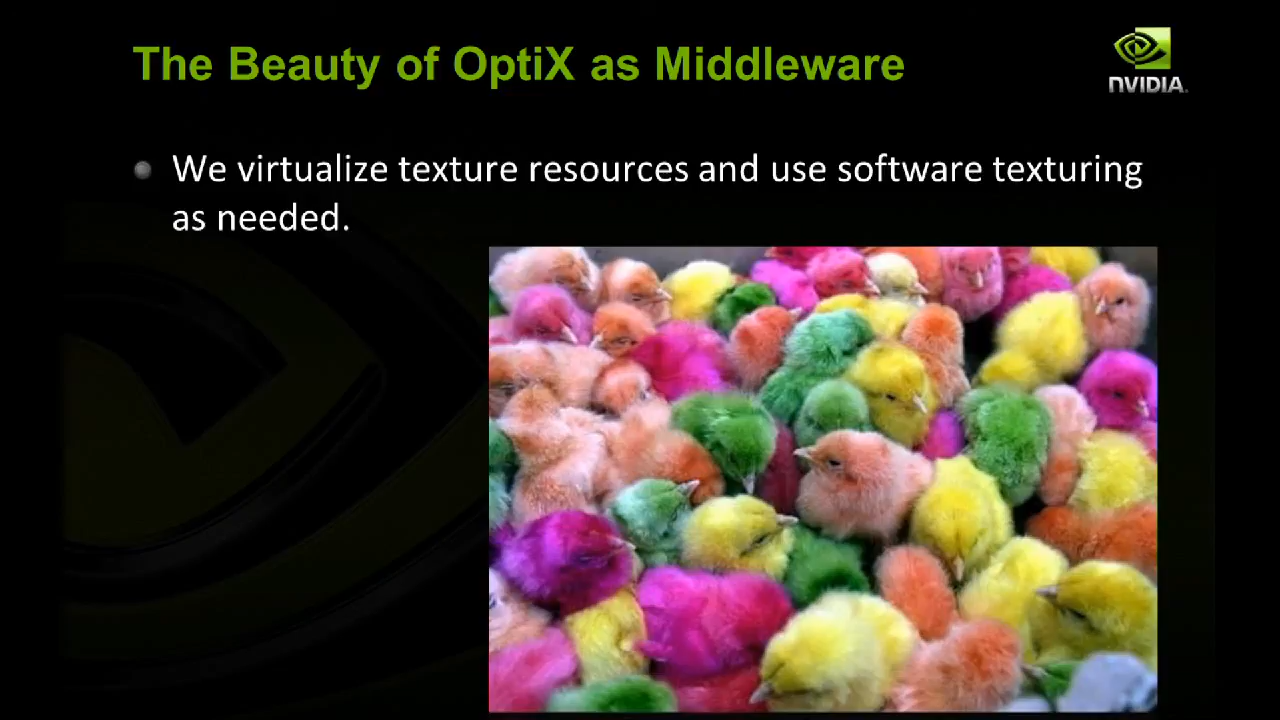 The Beauty of OptiX as Middleware
NVIDIA.
We virtualize texture resources and use software texturing
as needed.